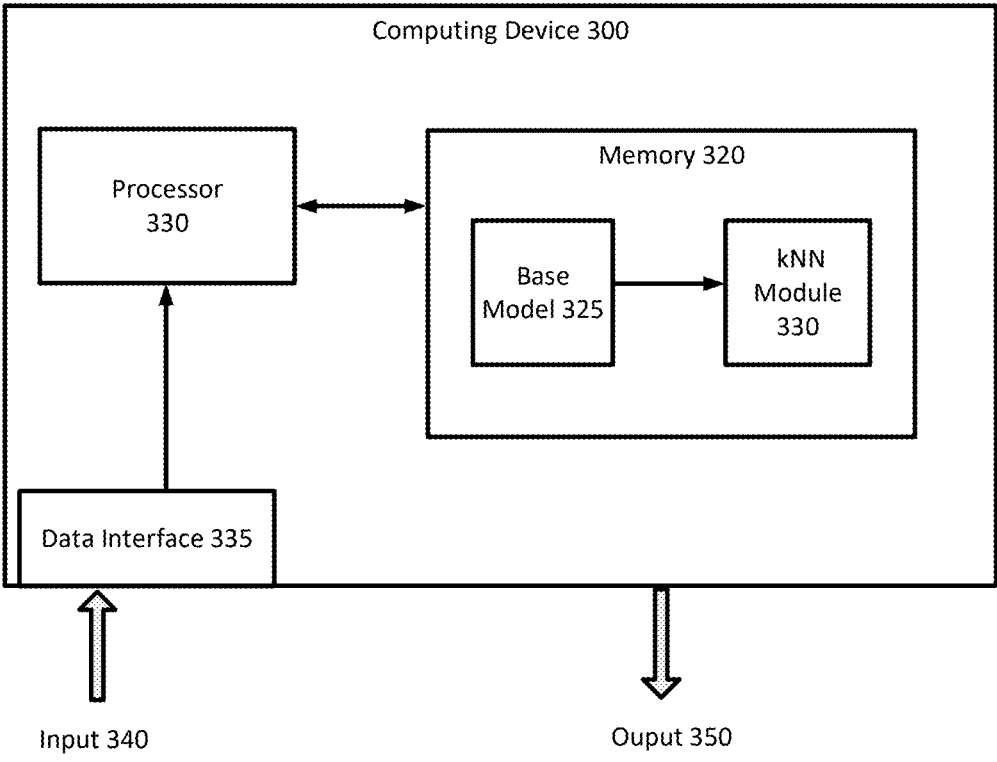 Computing Device 300
Processor
330
Memory 320
Base
Model 325
kNN
Module
330
Data Interface 335
Input 340
Ouput 350